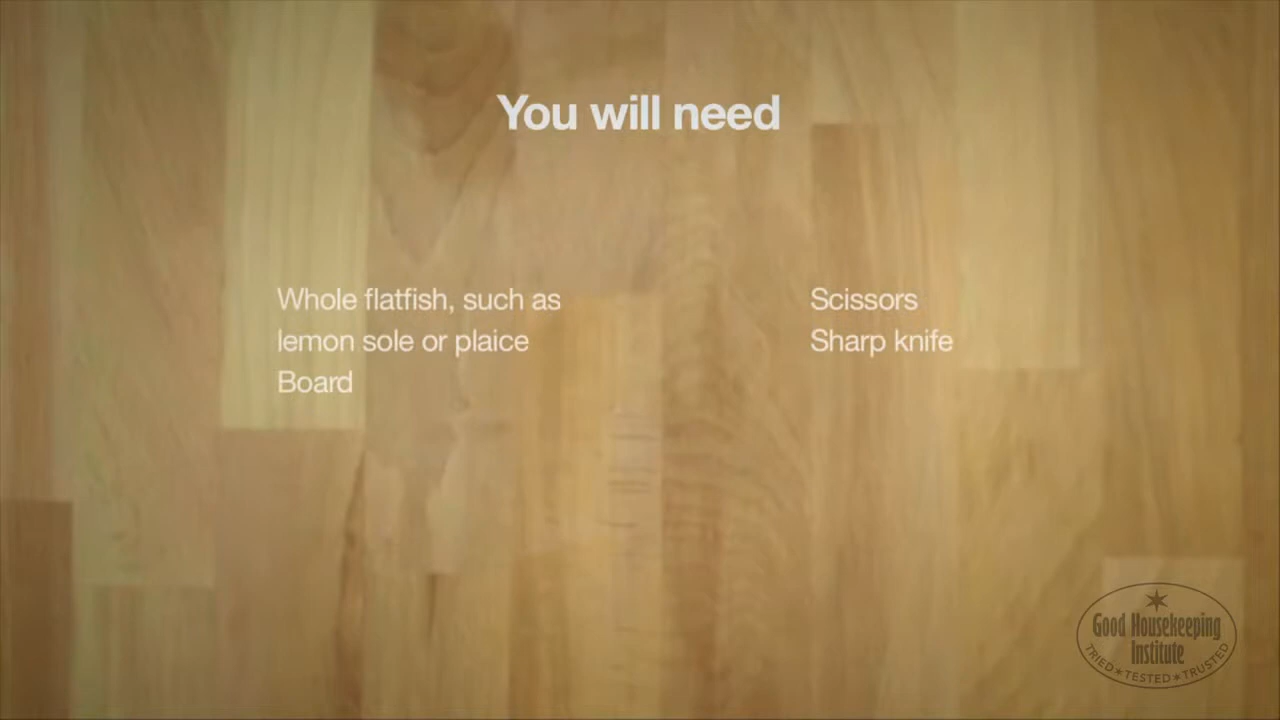 You will need
Whole flatfish, such as
lemon sole or plaice
Board
Scissors
Sharp knife
Good Housekeeping
Institute
TRIED★TESTED★TRUSTED